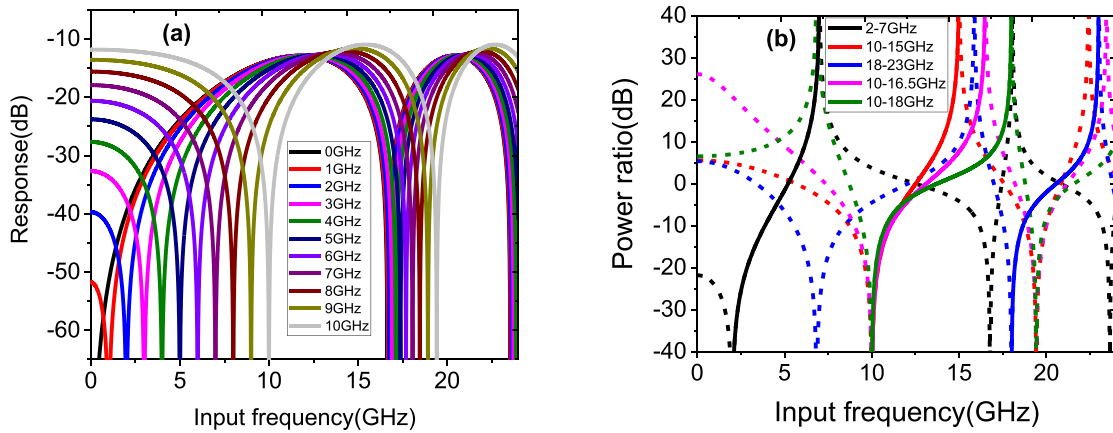 (a)
Response(dB)
-10
-20
-30
-40
-50
-60
0
5
10
15
20
Input frequency(GHz)
0GHz
1GHz
2GHz
3GHz
4GHz
5GHz
6GHz
7GHz
8GHz
9GHz
10GHz
(b)
Power ratio(dB)
40
30
20
10
0
-10
-20
-30
-40
0
5
10
15
20
Input frequency(GHz)
2-7GHz
10-15GHz
18-23GHz
10-16.5GHz
10-18GHz